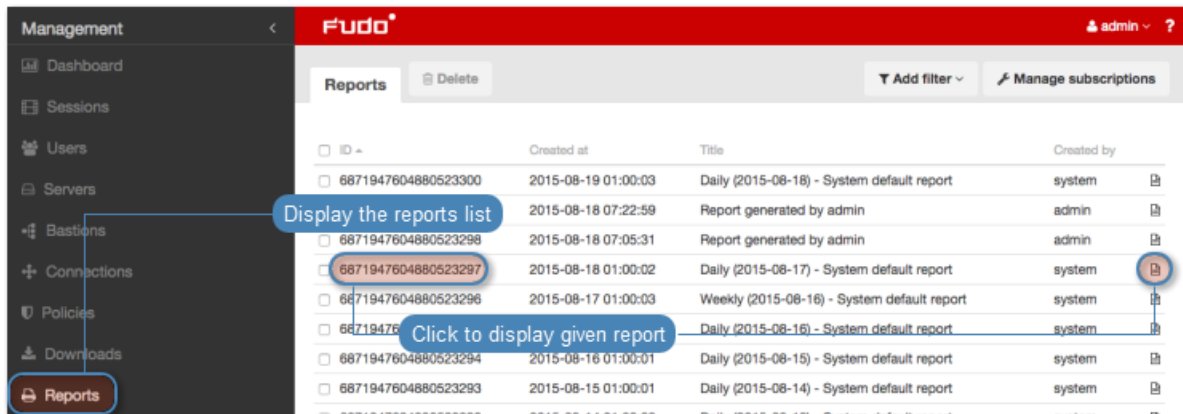 Management
Fudo
admin
?
Dashboard
Sessions
Users
Servers
Bastions
Connections
Policies
Downloads
Reports
Reports
Delete
Add filter
Manage subscriptions
ID Created at Title Created by
6871947604880523300 2015-08-19 01:00:03 Daily (2015-08-18) - System default report system
Display the reports list
2015-08-18 07:22:59 Report generated by admin admin
6871947604880523298 2015-08-18 07:05:31 Report generated by admin admin
6871947604880523297 2015-08-18 01:00:02 Daily (2015-08-17) - System default report system
6871947604880523296 2015-08-17 01:00:03 Weekly (2015-08-16) - System default report system
Click to display given report
Daily (2015-08-16) - System default report system
6871947604880523294 2015-08-16 01:00:01 Daily (2015-08-15) - System default report system
6871947604880523293 2015-08-15 01:00:01 Daily (2015-08-14) - System default report system